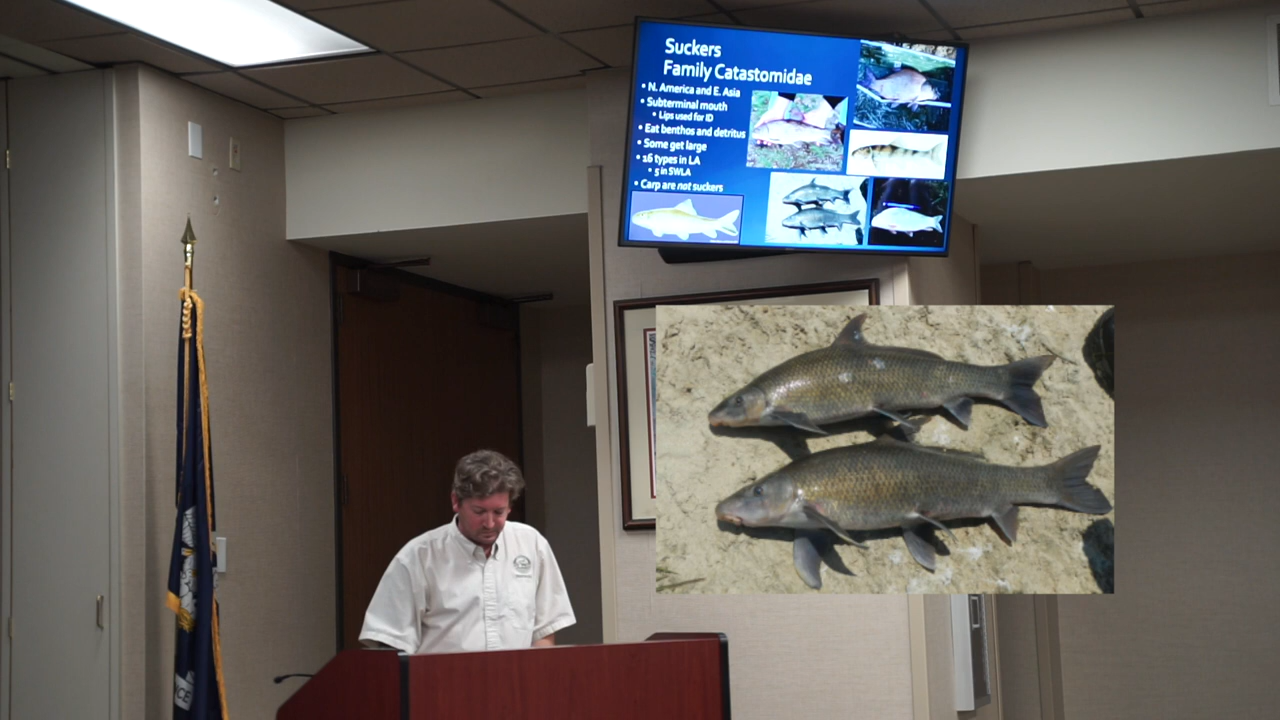 Suckers
Family Catastomidae
• N. America and E. Asia
• Subterminal mouth
• Lips used for ID
• Eat benthos and detritus
• Some get large
• 16 types in LA
• 5 in SWLA
• Carp are not suckers